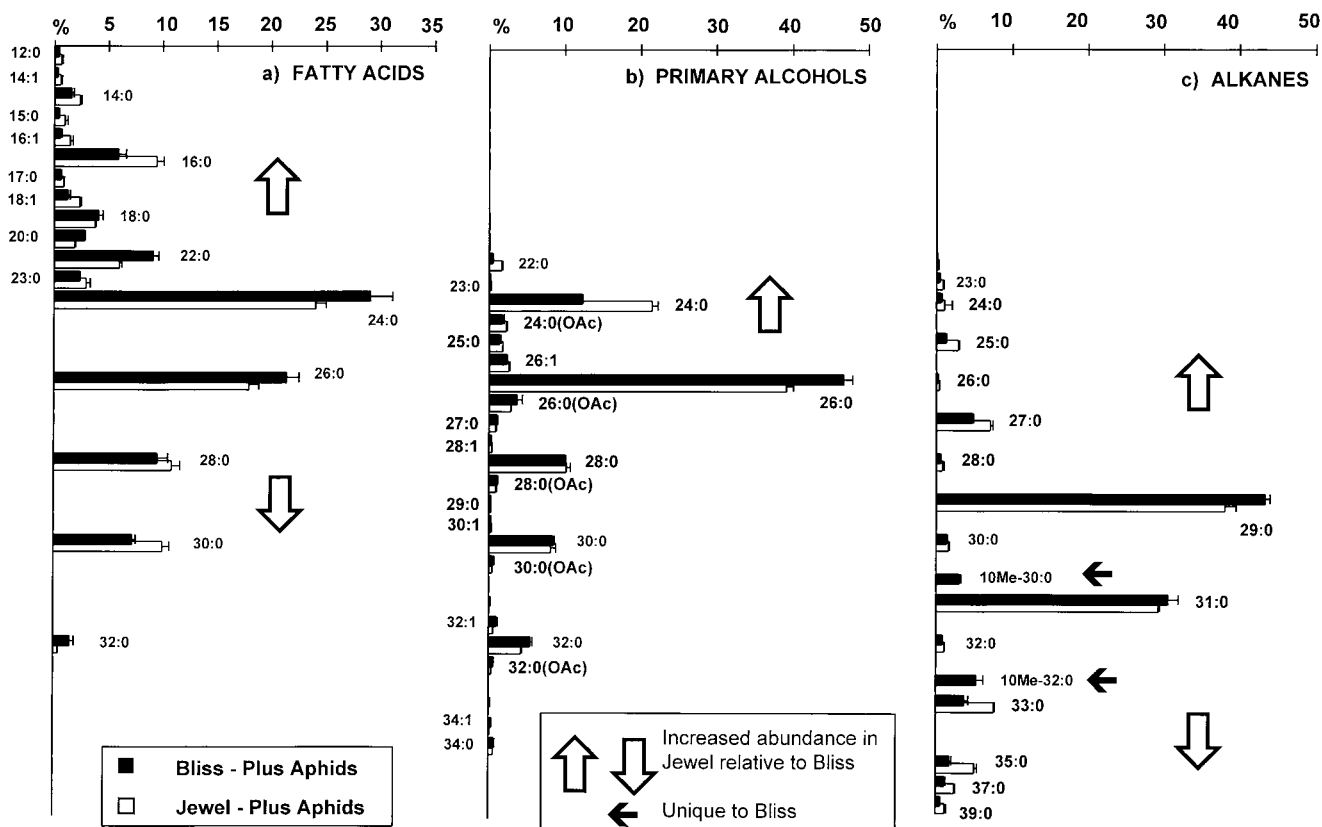 % 5 10 15 20 25 30 35
a) FATTY ACIDS
12:0
14:1
14:0
15:0
16:1
16:0
17:0
18:1
18:0
20:0
22:0
23:0
24:0
26:0
28:0
30:0
32:0
Bliss - Plus Aphids
Jewel - Plus Aphids
% 10 20 30 40 50
b) PRIMARY ALCOHOLS
22:0
23:0
24:0
24:0(OAc)
25:0
26:1
26:0
26:0(OAc)
27:0
28:1
28:0
28:0(OAc)
29:0
30:1
30:0
30:0(OAc)
32:1
32:0
32:0(OAc)
34:1
34:0
Increased abundance in
Jewel relative to Bliss
Unique to Bliss
% 10 20 30 40 50
c) ALKANES
23:0
24:0
25:0
26:0
27:0
28:0
29:0
30:0
10Me-30:0
31:0
32:0
10Me-32:0
33:0
35:0
37:0
39:0